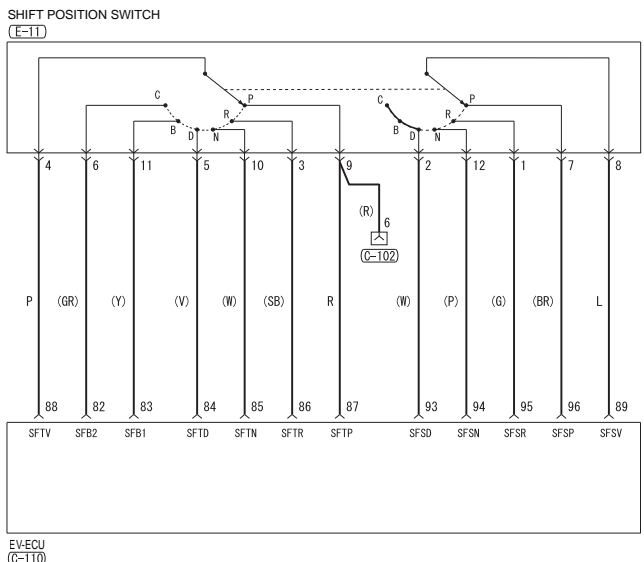 SHIFT POSITION SWITCH
(E-11)
C P R B D N
C P R B D N
4 6 11 5 10 3 9 2 12 1 7 8
(R) 6
(C-102)
P (GR) (Y) (V) (W) (SB) R (W) (P) (G) (BR) L
88 82 83 84 85 86 87 93 94 95 96 89
SFTV SFB2 SFB1 SFTD SFTN SFTR SFTP SFSD SFSN SFSR SFSP SFSV
EV-ECU
(C-110)